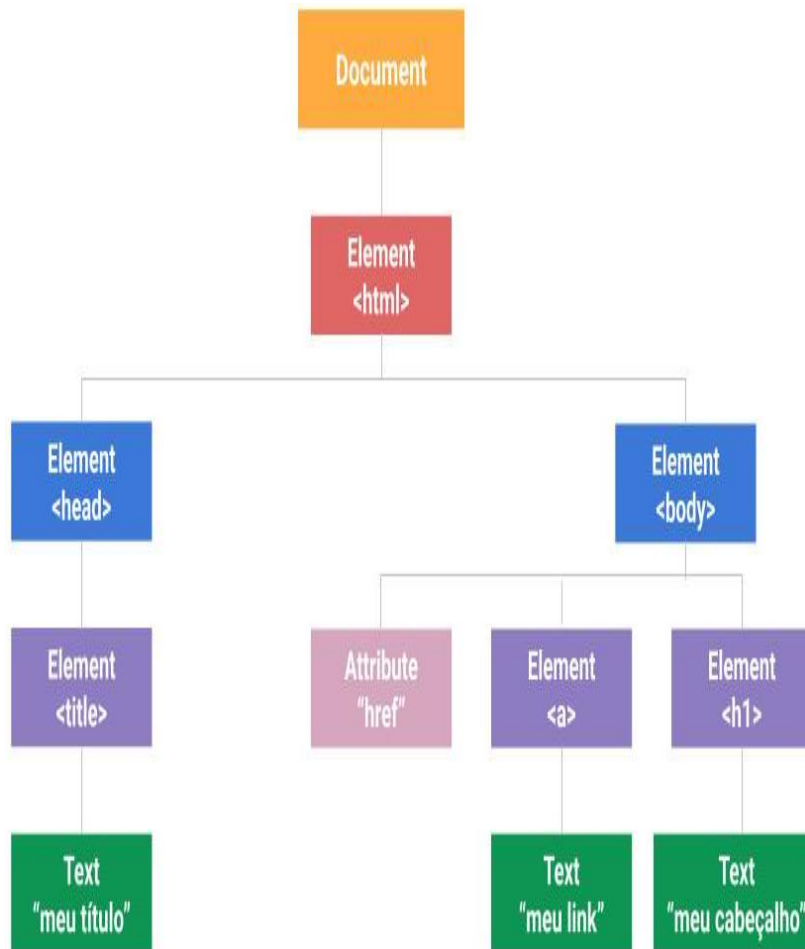 Document
Element
<html>
Element
<head>
Element
<body>
Element
<title>
Attribute
“href”
Element
<a>
Element
<h1>
Text
“meu título”
Text
“meu link”
Text
“meu cabeçalho”